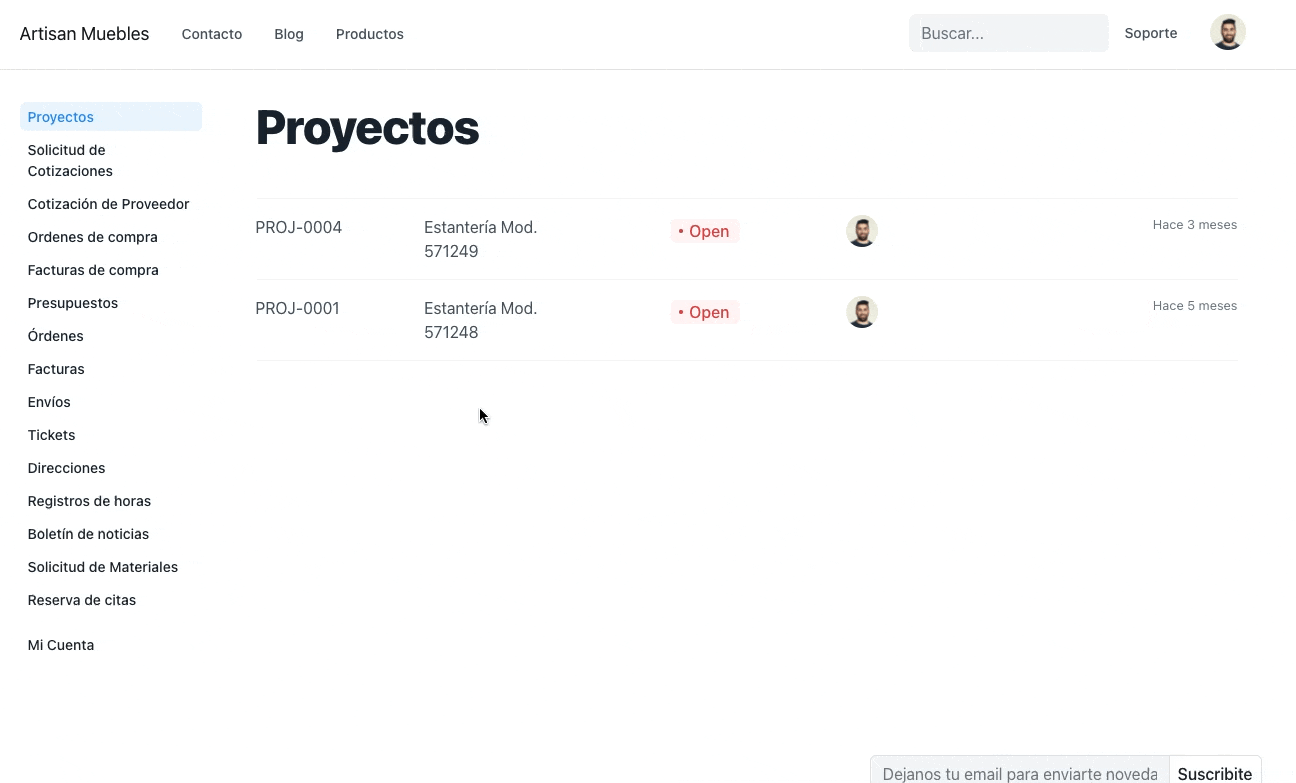 Artisan Muebles Contacto Blog Productos Buscar... Soporte
Proyectos
Solicitud de
Cotizaciones
Cotización de Proveedor
Ordenes de compra
Facturas de compra
Presupuestos
Órdenes
Facturas
Envíos
Tickets
Direcciones
Registros de horas
Boletín de noticias
Solicitud de Materiales
Reserva de citas
Mi Cuenta
Proyectos
PROJ-0004 Estantería Mod. • Open Hace 3 meses
571249
PROJ-0001 Estantería Mod. • Open Hace 5 meses
571248
Dejanos tu email para enviarte noveda Suscribite